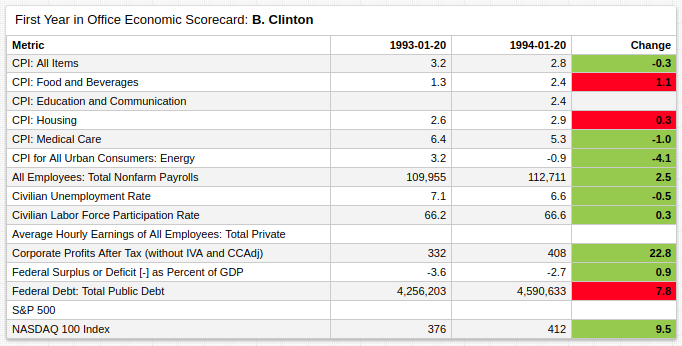 First Year in Office Economic Scorecard: B. Clinton
Metric 1993-01-20 1994-01-20 Change
CPI: All Items 3.2 2.8 -0.3
CPI: Food and Beverages 1.3 2.4 1.1
CPI: Education and Communication 2.4
CPI: Housing 2.6 2.9 0.3
CPI: Medical Care 6.4 5.3 -1.0
CPI for All Urban Consumers: Energy 3.2 -0.9 -4.1
All Employees: Total Nonfarm Payrolls 109,955 112,711 2.5
Civilian Unemployment Rate 7.1 6.6 -0.5
Civilian Labor Force Participation Rate 66.2 66.6 0.3
Average Hourly Earnings of All Employees: Total Private
Corporate Profits After Tax (without IVA and CCAdj) 332 408 22.8
Federal Surplus or Deficit [-] as Percent of GDP -3.6 -2.7 0.9
Federal Debt: Total Public Debt 4,256,203 4,590,633 7.8
S&P 500
NASDAQ 100 Index 376 412 9.5